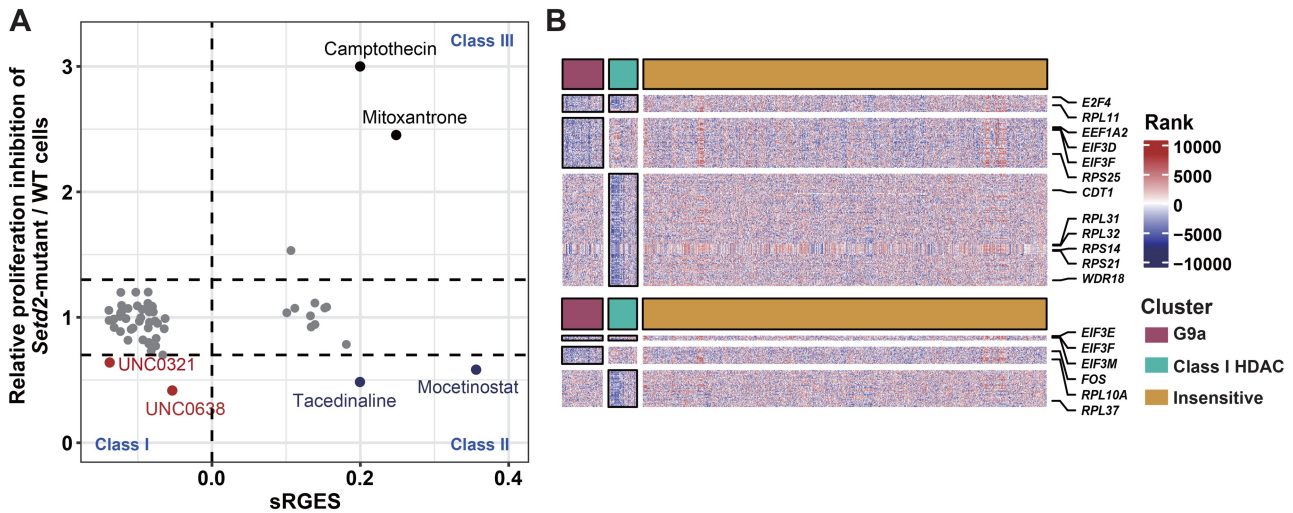 A
Relative proliferation inhibition of
Setd2-mutant / WT cells
3
2
1
0
Class III
Camptothecin
Mitoxantrone
UNC0321
UNC0638
Tacedinaline
Mocetinostat
Class I
Class II
0.0
0.2
0.4
sRGES
B
E2F4
RPL11
EEF1A2
EIF3D
EIF3F
RPS25
CDT1
RPL31
RPL32
RPS14
RPS21
WDR18
EIF3E
EIF3F
EIF3M
FOS
RPL10A
RPL37
Rank
10000
5000
0
−5000
−10000
Cluster
G9a
Class I HDAC
Insensitive